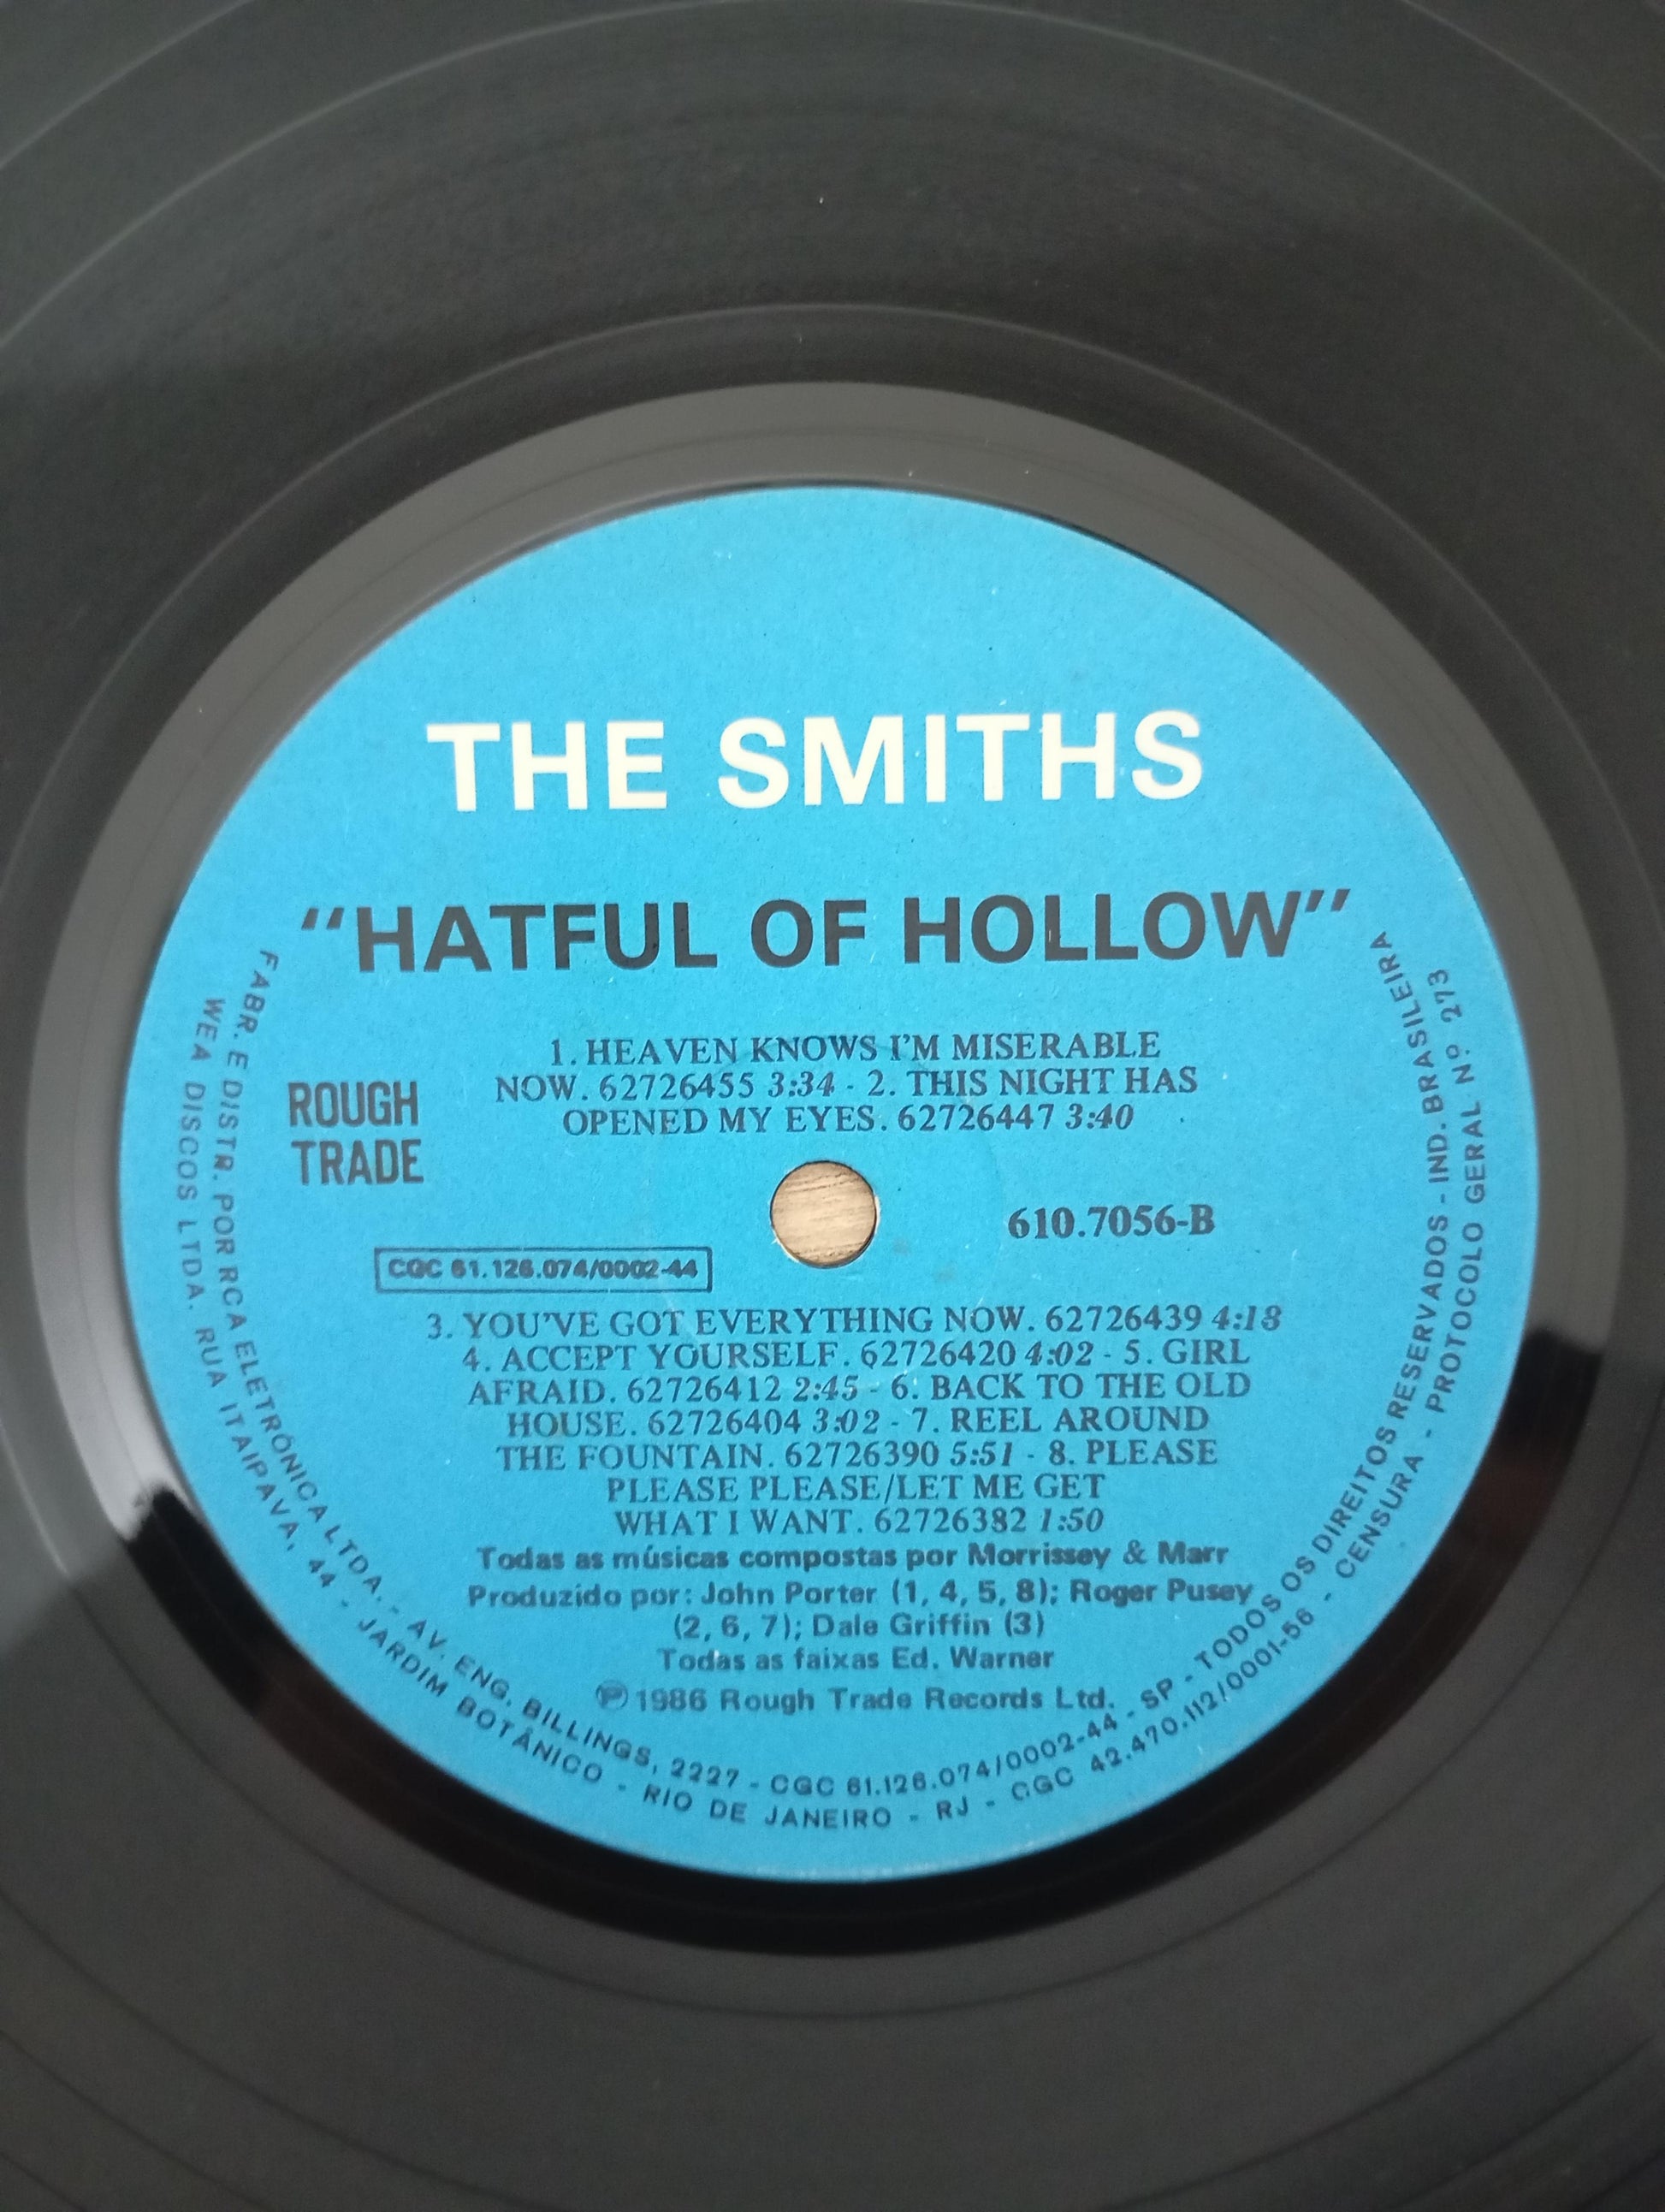 THE SMITHS
"HATFUL OF HOLLOW"
1. HEAVEN KNOWS I'M MISERABLE
NOW. 62726455 3:34 - 2. THIS NIGHT HAS
OPENED MY EYES. 62726447 3:40
ROUGH
TRADE
610.7056-B
CGC 61.126.074/0002-44
3. YOU'VE GOT EVERYTHING NOW. 62726439 4:18
4. ACCEPT YOURSELF. 62726420 4:02 - 5. GIRL
AFRAID. 62726412 2:45 - 6. BACK TO THE OLD
HOUSE. 62726404 3:02 - 7. REEL AROUND
THE FOUNTAIN. 62726390 5:51 - 8. PLEASE
PLEASE PLEASE/LET ME GET
WHAT I WANT. 62726382 1:50
Todas as músicas compostas por Morrissey & Marr
Produzido por: John Porter (1, 4, 5, 8); Roger Pusey
(2, 6, 7); Dale Griffin (3)
Todas as faixas Ed. Warner
℗ 1986 Rough Trade Records Ltd.
FABR. E DISTR. POR RCA ELETRÔNICA LTDA. - AV. ENG. BILLINGS, 2227 - CGC 61.126.074/0002-44 - SP - TODOS OS DIREITOS RESERVADOS - IND. BRASILEIRA
WEA DISCOS LTDA. RUA ITAIPAVA, 44 - JARDIM BOTÂNICO - RIO DE JANEIRO - RJ - CGC 42.470.112/0001-56 - CENSURA - PROTOCOLO GERAL Nº 273